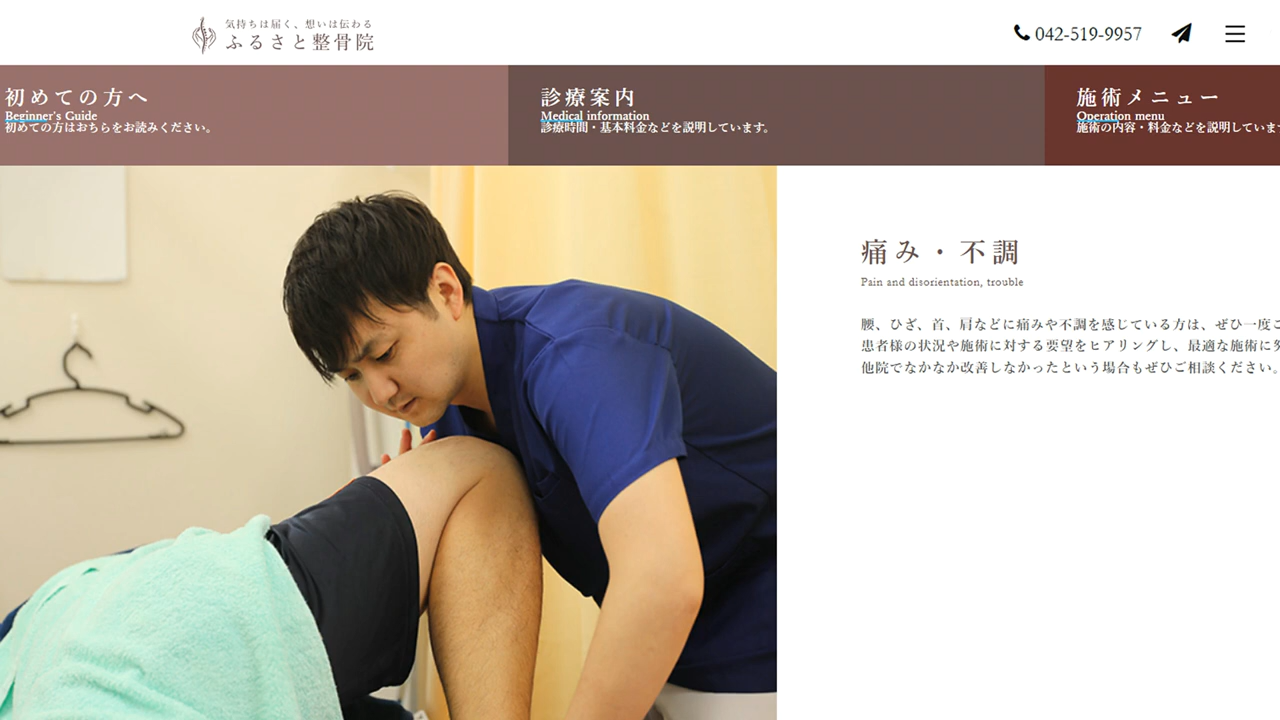 気持ちは届く、想いは伝わる
ふるさと整骨院
042-519-9957
初めての方へ
Beginner's Guide
初めての方はおちらをお読みください。
診療案内
Medical information
診療時間・基本料金などを説明しています。
施術メニュー
Operation menu
施術の内容・料金などを説明していま
痛み・不調
Pain and disorientation, trouble
腰、ひざ、首、肩などに痛みや不調を感じている方は、ぜひ一度
患者様の状況や施術に対する要望をヒアリングし、最適な施術に
他院でなかなか改善しなかったという場合もぜひご相談ください。